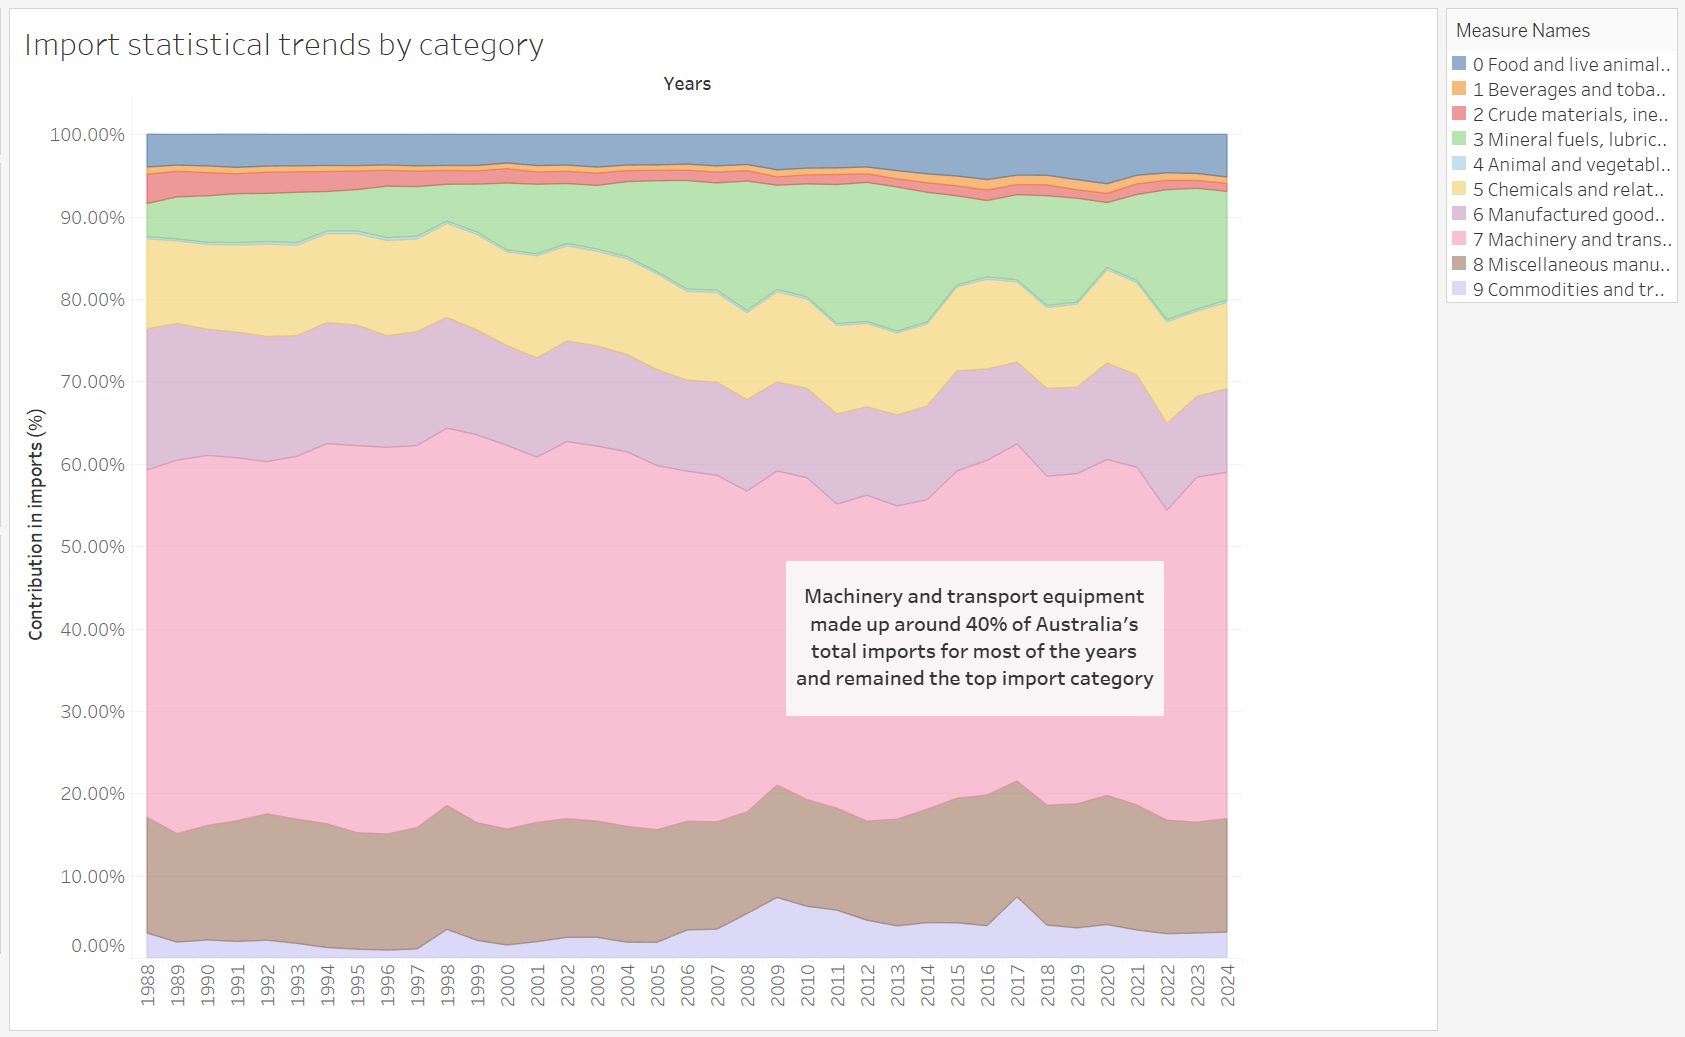 Import statistical trends by category
Years
100.00%
90.00%
80.00%
70.00%
60.00%
50.00%
40.00%
30.00%
20.00%
10.00%
0.00%
Contribution in imports (%)
Machinery and transport equipment
made up around 40% of Australia's
total imports for most of the years
and remained the top import category
1988
1989
1990
1991
1992
1993
1994
1995
1996
1997
1998
1999
2000
2001
2002
2003
2004
2005
2006
2007
2008
2009
2010
2011
2012
2013
2014
2015
2016
2017
2018
2019
2020
2021
2022
2023
2024
Measure Names
0 Food and live animal..
1 Beverages and toba..
2 Crude materials, ine..
3 Mineral fuels, lubric..
4 Animal and vegetabl..
5 Chemicals and relat..
6 Manufactured good..
7 Machinery and trans..
8 Miscellaneous manu..
9 Commodities and tr..